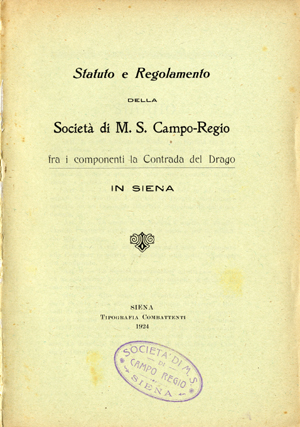 Statuto e Regolamento
DELLA
Società di M. S. Campo-Regio
fra i componenti la Contrada del Drago
IN SIENA
SIENA
TIPOGRAFIA COMBATTENTI
1924
SOCIETÀ DI M. S.
DI
CAMPO REGIO
SIENA